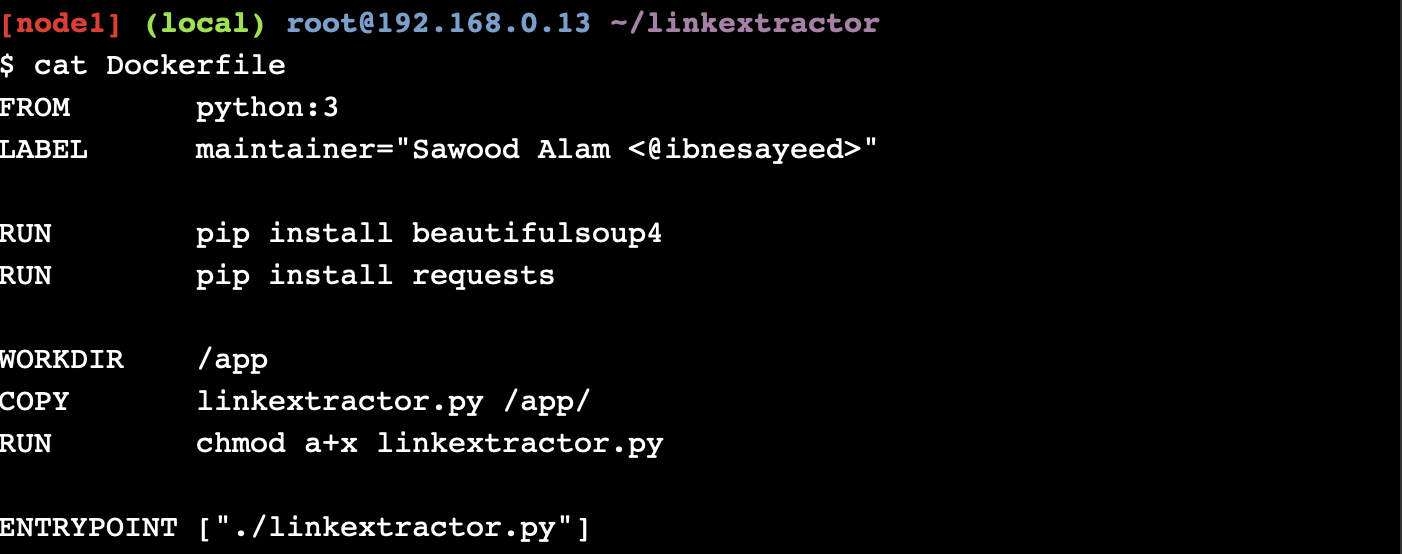 [node1] (local) root@192.168.0.13 ~/linkextractor
$ cat Dockerfile
FROM       python:3
LABEL      maintainer="Sawood Alam <@ibnesayeed>"
RUN        pip install beautifulsoup4
RUN        pip install requests
WORKDIR    /app
COPY       linkextractor.py /app/
RUN        chmod a+x linkextractor.py
ENTRYPOINT ["./linkextractor.py"]